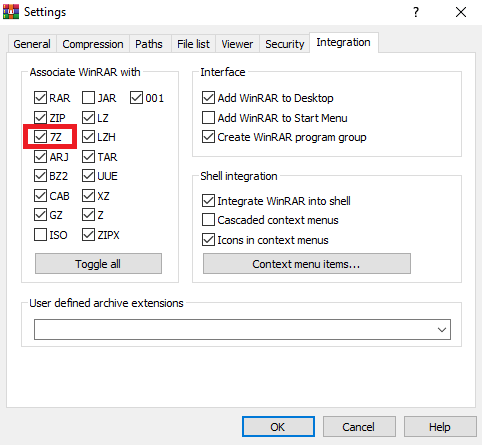 Settings
General Compression Paths File list Viewer Security Integration
Associate WinRAR with
RAR JAR 001
ZIP LZ
7Z LZH
ARJ TAR
BZ2 UUE
CAB XZ
GZ Z
ISO ZIPX
Toggle all
Interface
Add WinRAR to Desktop
Add WinRAR to Start Menu
Create WinRAR program group
Shell integration
Integrate WinRAR into shell
Cascaded context menus
Icons in context menus
Context menu items...
User defined archive extensions
OK Cancel Help